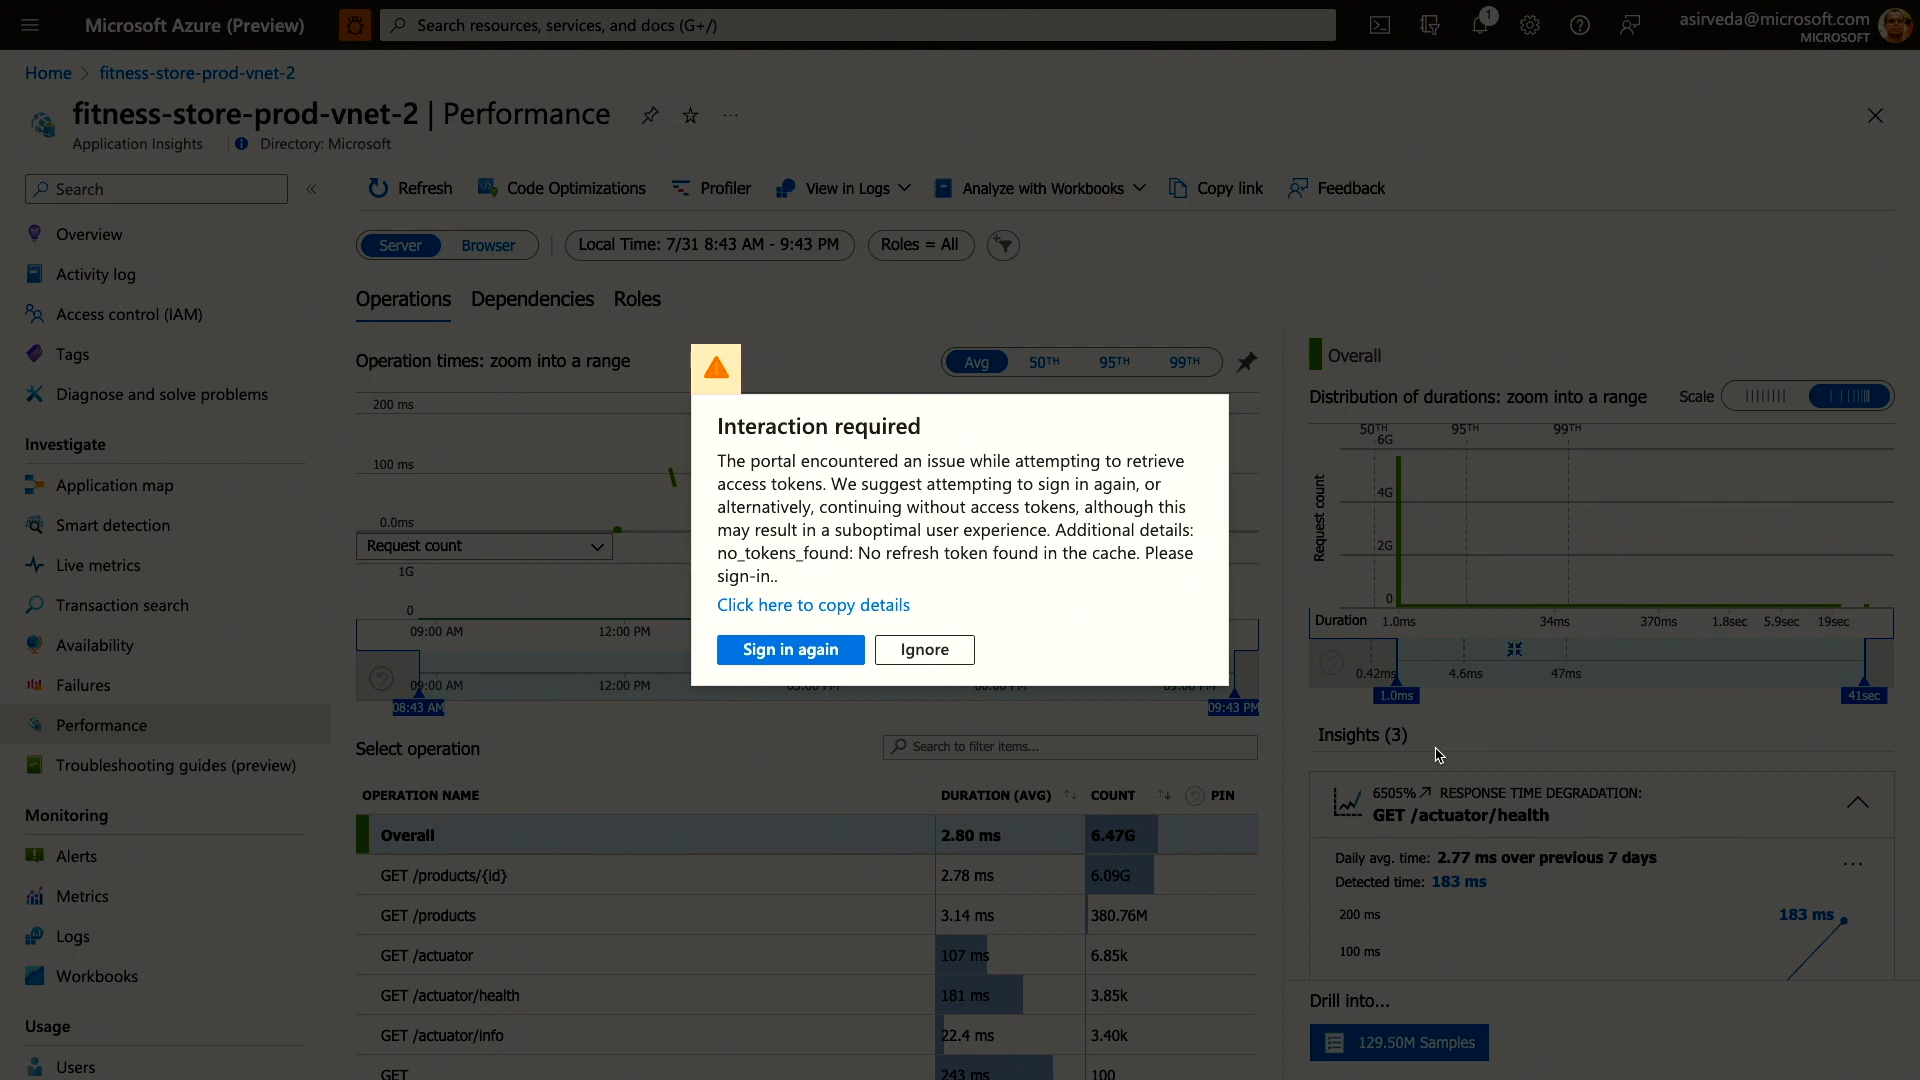 Microsoft Azure (Preview)
Search resources, services, and docs (G+/)
1
asirveda@microsoft.com
MICROSOFT
Home > fitness-store-prod-vnet-2
fitness-store-prod-vnet-2 | Performance
Application Insights
Directory: Microsoft
Search
Refresh
Code Optimizations
Profiler
View in Logs
Analyze with Workbooks
Copy link
Feedback
Overview
Activity log
Access control (IAM)
Tags
Diagnose and solve problems
Investigate
Application map
Smart detection
Live metrics
Transaction search
Availability
Failures
Performance
Troubleshooting guides (preview)
Monitoring
Alerts
Metrics
Logs
Workbooks
Usage
Users
Server
Browser
Local Time: 7/31 8:43 AM - 9:43 PM
Roles = All
Operations
Dependencies
Roles
Operation times: zoom into a range
Avg
50TH
95TH
99TH
200 ms
100 ms
0.0ms
Request count
1G
0
09:00 AM
12:00 PM
09:00 AM
12:00 PM
08:43 AM
09:43 PM
Interaction required
The portal encountered an issue while attempting to retrieve
access tokens. We suggest attempting to sign in again, or
alternatively, continuing without access tokens, although this
may result in a suboptimal user experience. Additional details:
no_tokens_found: No refresh token found in the cache. Please
sign-in..
Click here to copy details
Sign in again
Ignore
Select operation
Search to filter items...
OPERATION NAME
DURATION (AVG)
COUNT
PIN
Overall 2.80 ms 6.47G
GET /products/{id} 2.78 ms 6.09G
GET /products 3.14 ms 380.76M
GET /actuator 107 ms 6.85k
GET /actuator/health 181 ms 3.85k
GET /actuator/info 22.4 ms 3.40k
GET 243 ms 100
Overall
Distribution of durations: zoom into a range
Scale
50TH
95TH
99TH
Request count
6G
4G
2G
0
Duration
1.0ms
34ms
370ms
1.8sec
5.9sec
19sec
0.42ms
4.6ms
47ms
1.0ms
41sec
Insights (3)
6505% RESPONSE TIME DEGRADATION:
GET /actuator/health
Daily avg. time: 2.77 ms over previous 7 days
Detected time: 183 ms
200 ms
183 ms
100 ms
Drill into...
129.50M Samples